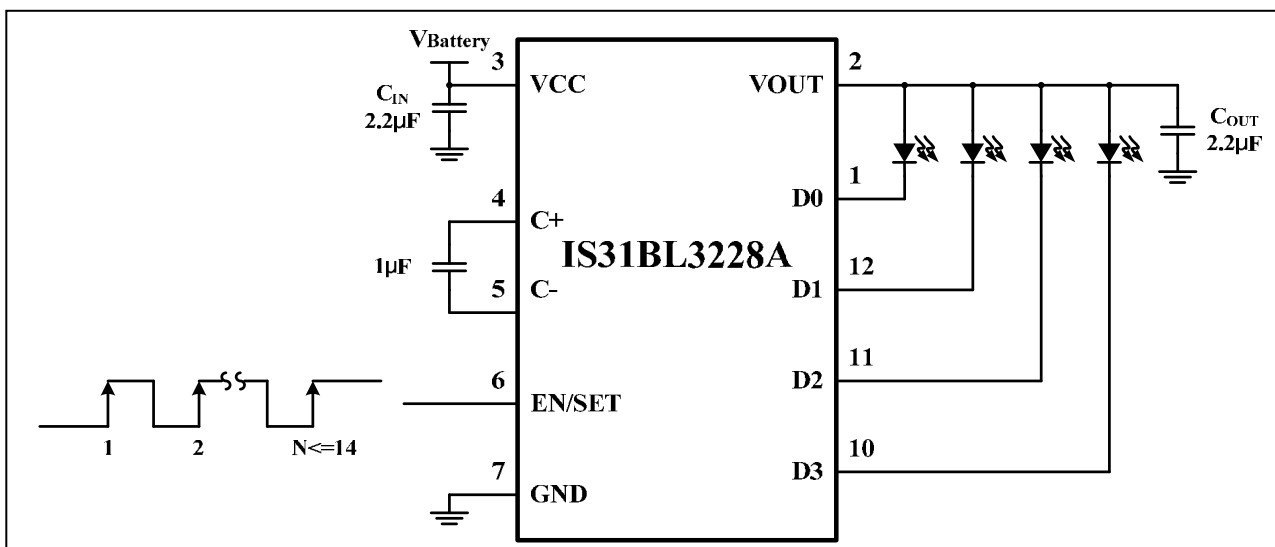 VBattery
3
VCC
CIN
2.2µF
4
C+
1µF
5
C-
6
EN/SET
1
2
N<=14
7
GND
IS31BL3228A
2
VOUT
COUT
2.2µF
1
D0
12
D1
11
D2
10
D3